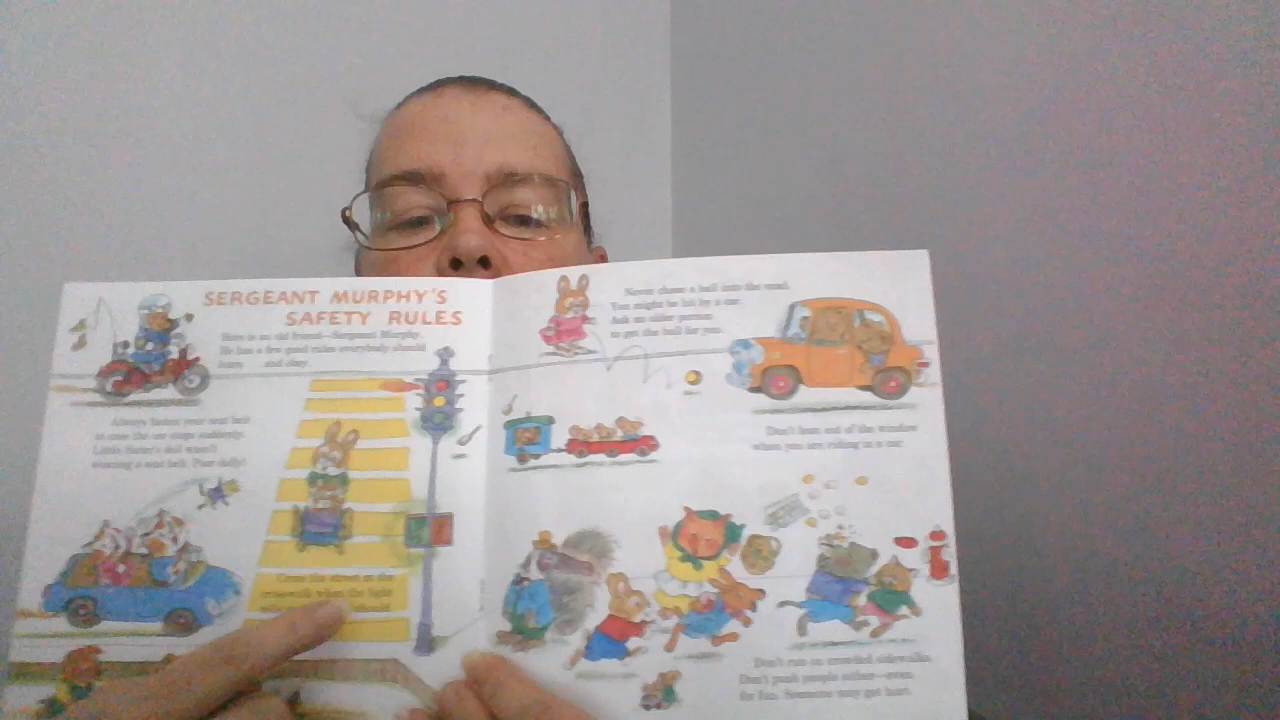 SERGEANT MURPHY'S
SAFETY RULES
Here is an old friend—Sergeant Murphy.
He has a few good rules everybody should
and obey.
Always fasten your seat belt
in case the car stops suddenly.
Little Sister's doll wasn't
wearing a seat belt. Poor dolly!
Cross the street at the
crosswalk when the light
should
Never chase a ball into the road.
You might be hit by a car.
Ask an older person
to get the ball for you.
Don't lean out of the window
when you are riding in a car.
Don't run on crowded sidewalks.
Don't push people either—even
for fun. Someone may get hurt.